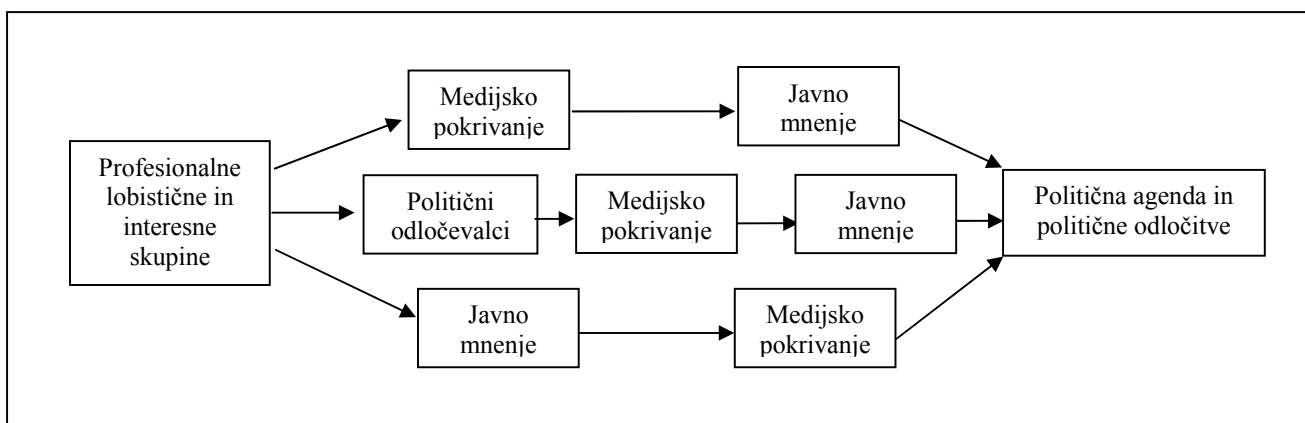 Profesionalne
lobistične in
interesne
skupine
Medijsko
pokrivanje
Javno
mnenje
Politični
odločevalci
Medijsko
pokrivanje
Javno
mnenje
Javno
mnenje
Medijsko
pokrivanje
Politična agenda in
politične odločitve